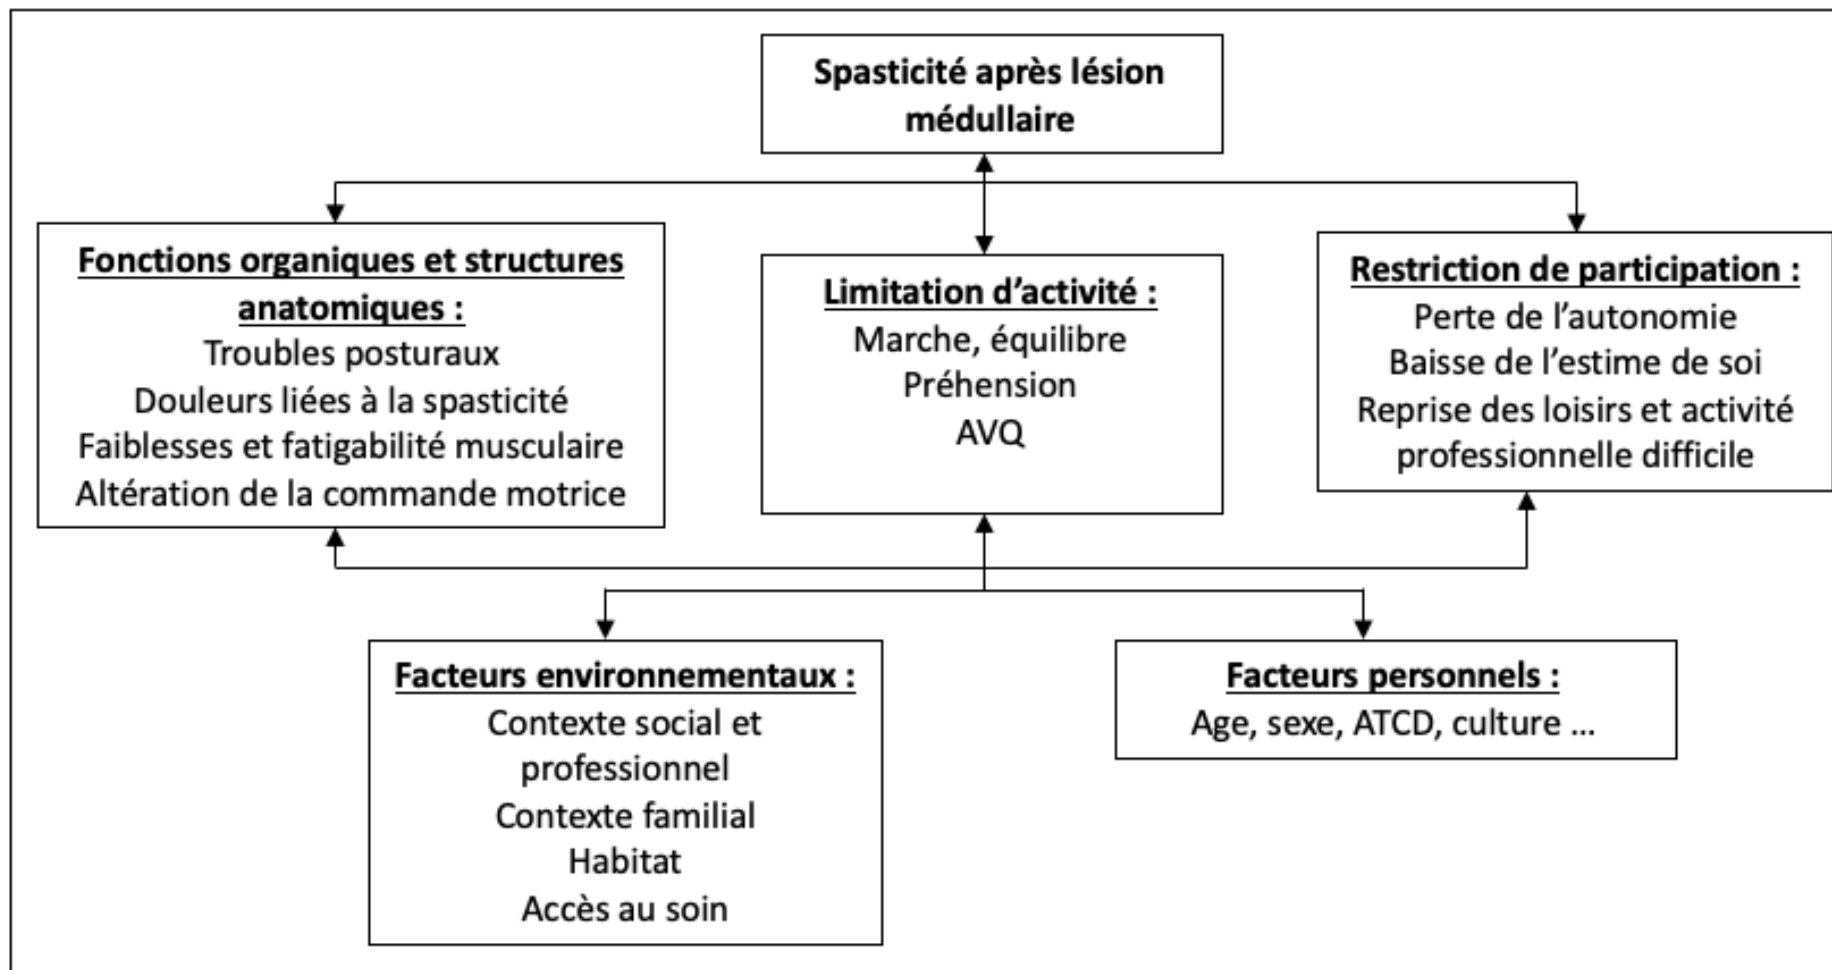 Spasticité après lésion
médullaire
Fonctions organiques et structures
anatomiques :
Troubles posturaux
Douleurs liées à la spasticité
Faiblesses et fatigabilité musculaire
Altération de la commande motrice
Limitation d’activité :
Marche, équilibre
Préhension
AVQ
Restriction de participation :
Perte de l’autonomie
Baisse de l’estime de soi
Reprise des loisirs et activité
professionnelle difficile
Facteurs environnementaux :
Contexte social et
professionnel
Contexte familial
Habitat
Accès au soin
Facteurs personnels :
Age, sexe, ATCD, culture ...